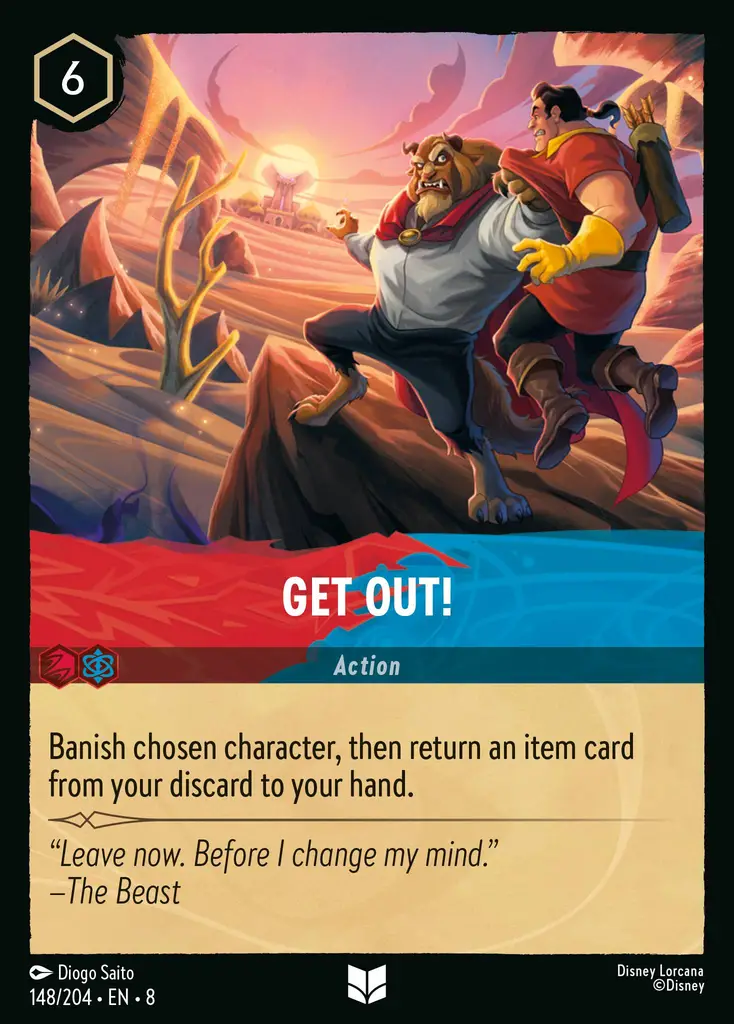 6
GET OUT!
Action
Banish chosen character, then return an item card
from your discard to your hand.
“Leave now. Before I change my mind.”
–The Beast
Diogo Saito
Disney Lorcana
148/204 • EN • 8
©Disney